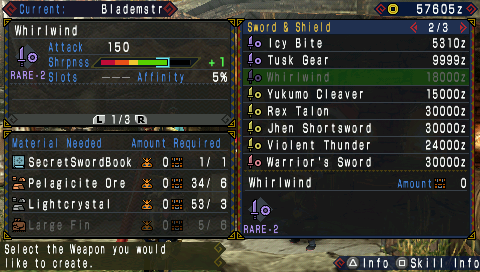 Current: Blademstr
57605z
Whirlwind
Attack 150
Shrpnss +1
RARE-2 Slots --- Affinity 5%
L 1/3 R
Material Needed Amount Required
SecretSwordBook 0 1/ 1
Pelagicite Ore 0 34/ 6
Lightcrystal 0 53/ 3
Large Fin 0 5/ 6
Select the Weapon you would
like to create.
Sword & Shield 2/3
Icy Bite 5310z
Tusk Gear 9999z
Whirlwind 18000z
Yukumo Cleaver 15000z
Rex Talon 30000z
Jhen Shortsword 30000z
Violent Thunder 24000z
Warrior's Sword 30000z
Whirlwind Amount 0
RARE-2
Info Skill Info